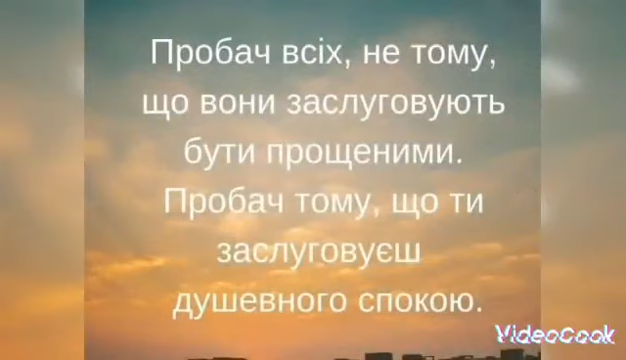 Пробач всіх, не тому,
що вони заслуговують
бути прощеними.
Пробач тому, що ти
заслуговуєш
душевного спокою.
VideoCook